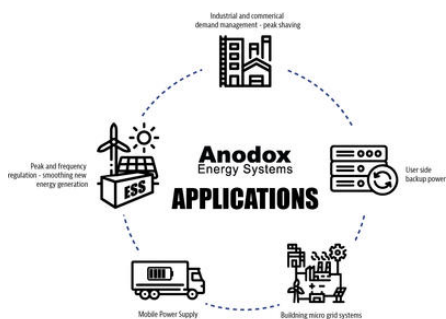 Industrial and commerical
demand management - peak shaving
Peak and frequency
regulation - smoothing new
energy generation
ESS
Anodox
Energy Systems
APPLICATIONS
User side
backup power
Mobile Power Supply
Buildning micro grid systems